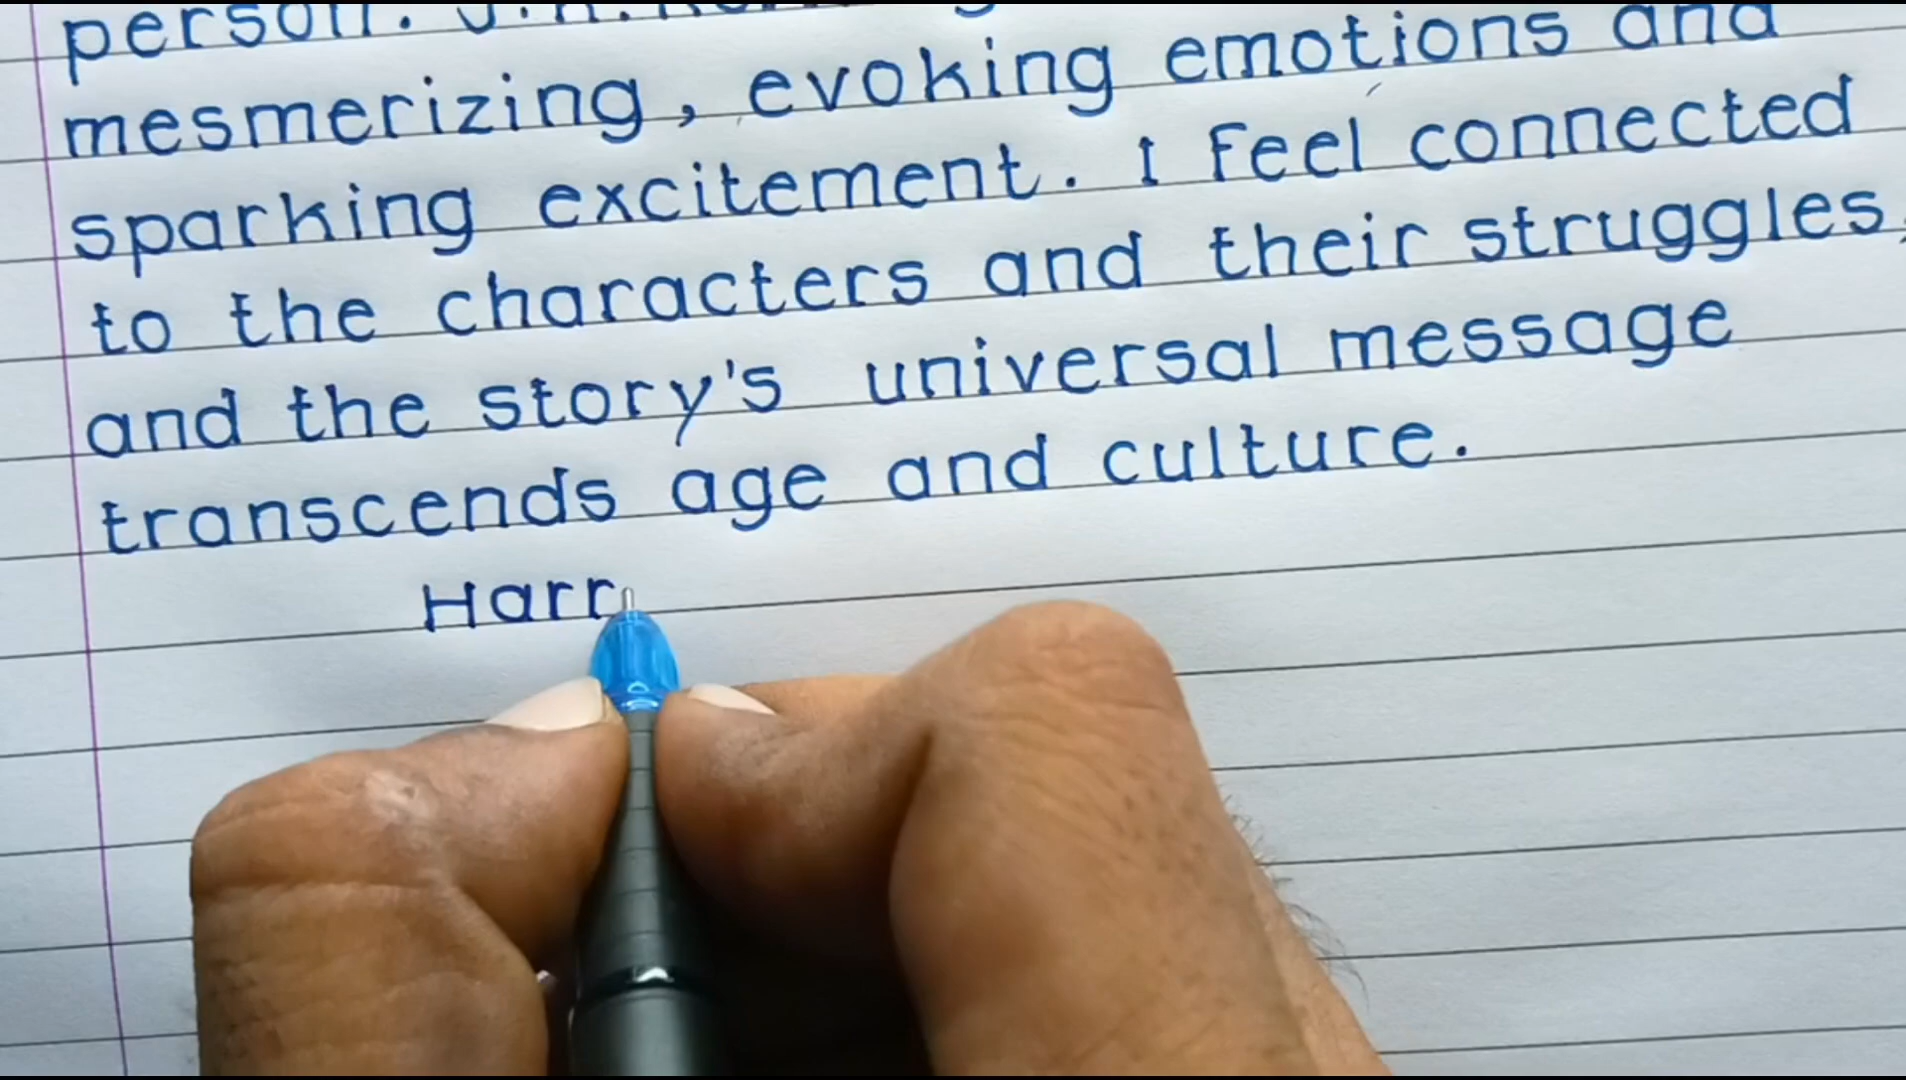 person. J.K.
mesmerizing, evoking emotions and
sparking excitement. I Feel connected
to the characters and their struggles,
and the story's universal message
transcends age and culture.
Harr